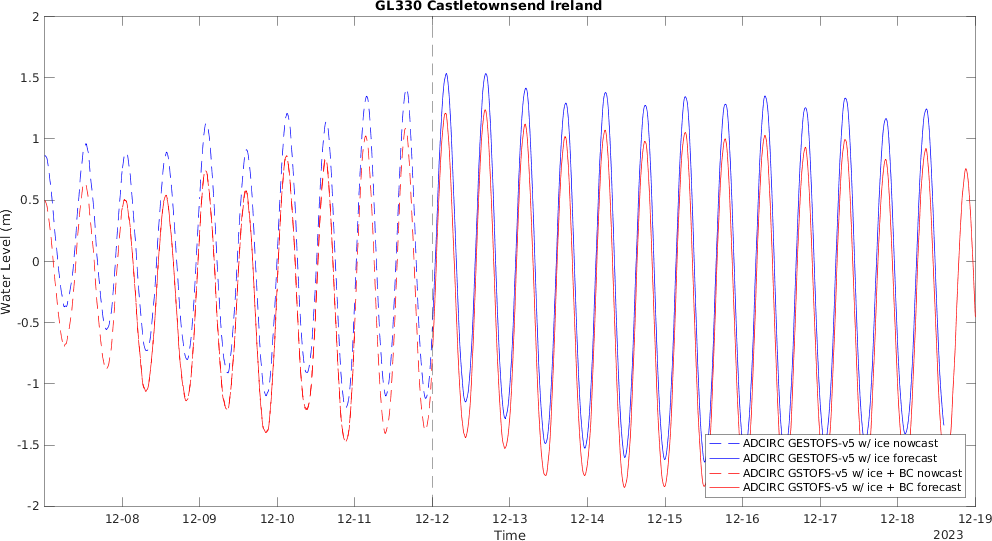 GL330 Castletownsend Ireland
2
1.5
1
0.5
0
-0.5
-1
-1.5
-2
Water Level (m)
ADCIRC GESTOFS-v5 w/ ice nowcast
ADCIRC GESTOFS-v5 w/ ice forecast
ADCIRC GSTOFS-v5 w/ ice + BC nowcast
ADCIRC GSTOFS-v5 w/ ice + BC forecast
12-08 12-09 12-10 12-11 12-12 12-13 12-14 12-15 12-16 12-17 12-18 12-19
Time
2023